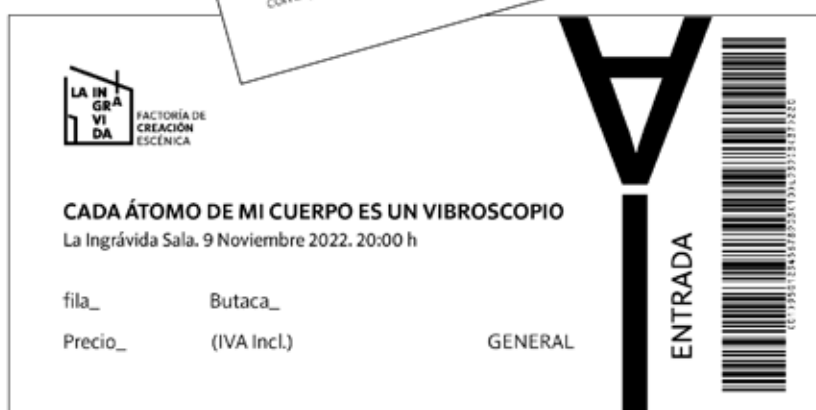 LA IN
GRA
VI
DA
FACTORÍA DE
CREACIÓN
ESCÉNICA
CADA ÁTOMO DE MI CUERPO ES UN VIBROSCOPIO
La Ingrávida Sala. 9 Noviembre 2022. 20:00 h
fila_ Butaca_
Precio_ (IVA Incl.) GENERAL
ENTRADA